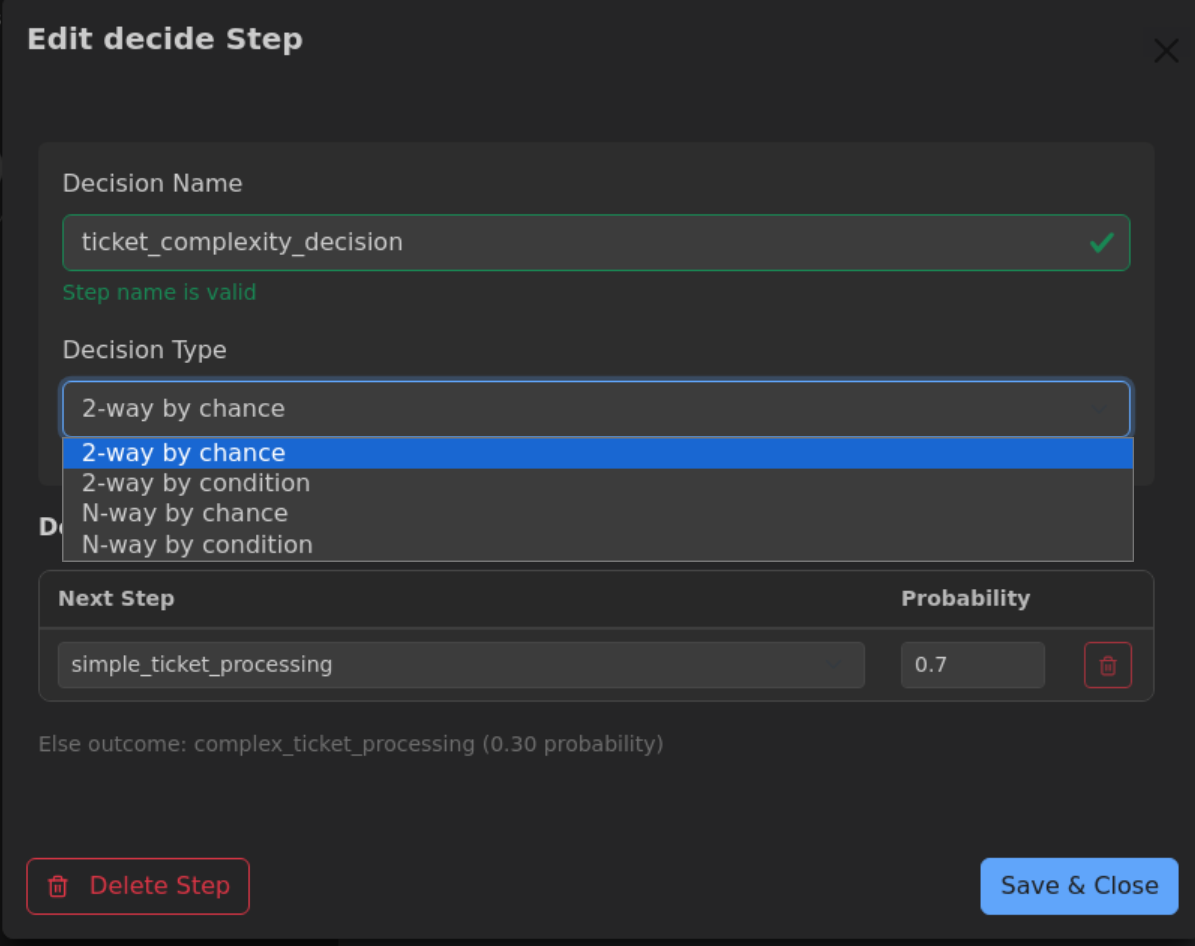 Edit decide Step
Decision Name
ticket_complexity_decision
Step name is valid
Decision Type
2-way by chance
2-way by chance
2-way by condition
N-way by chance
N-way by condition
Next Step Probability
simple_ticket_processing 0.7
Else outcome: complex_ticket_processing (0.30 probability)
Delete Step Save & Close